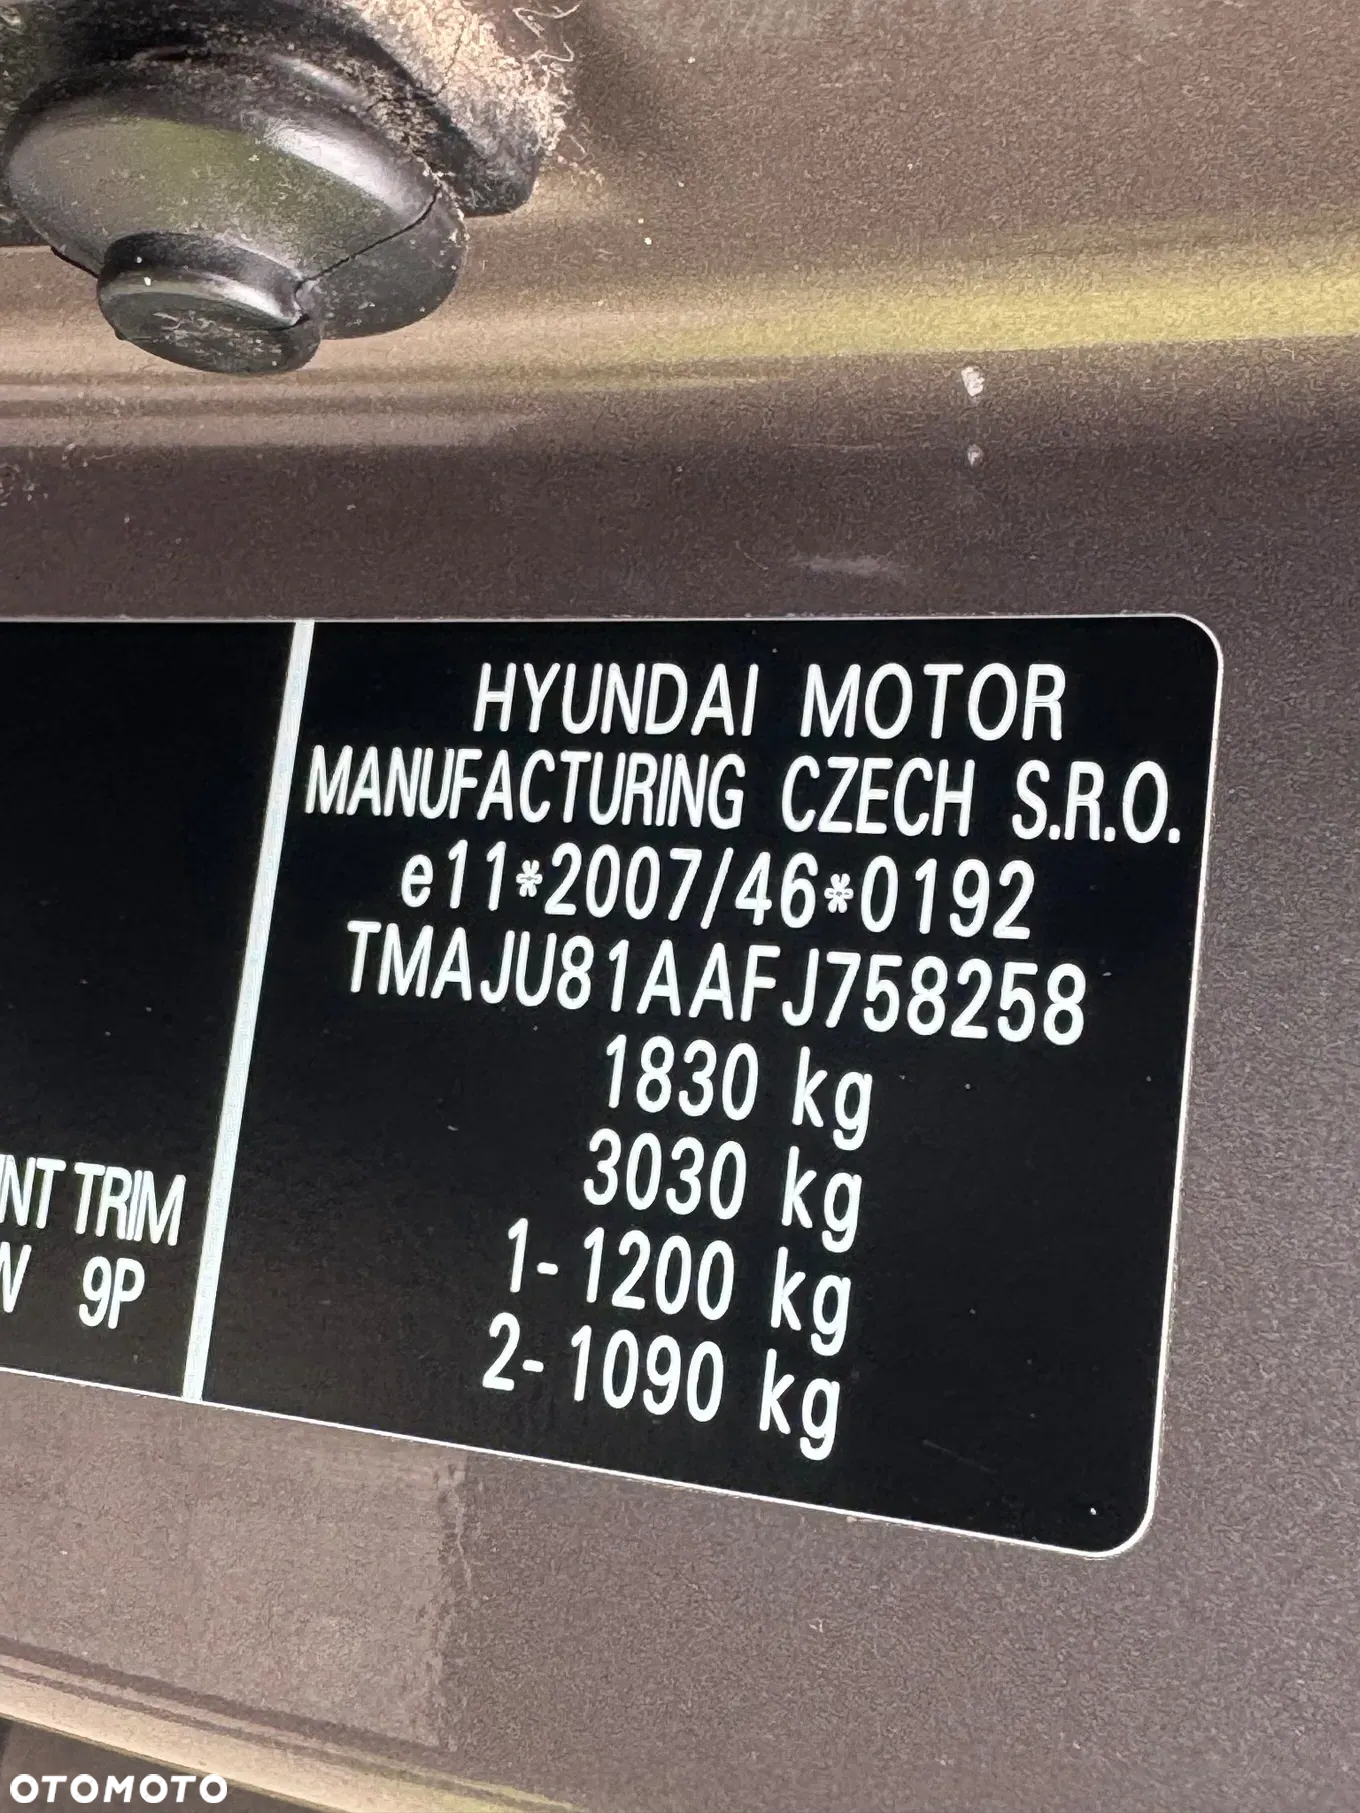 HYUNDAI MOTOR
MANUFACTURING CZECH S.R.O.
e11*2007/46*0192
TMAJU81AAFJ758258
1830 kg
3030 kg
1-1200 kg
2-1090 kg
TRIM
9P
OTOMOTO